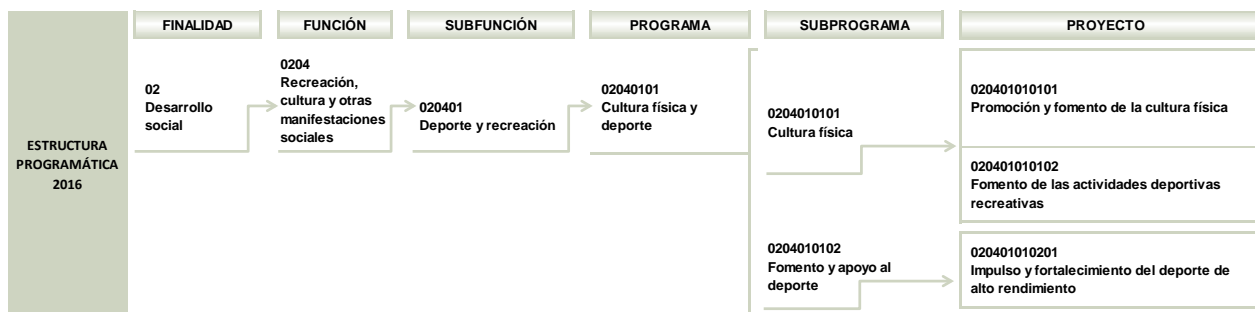 FINALIDAD
FUNCIÓN
SUBFUNCIÓN
PROGRAMA
SUBPROGRAMA
PROYECTO
ESTRUCTURA
PROGRAMÁTICA
2016
02
Desarrollo
social
0204
Recreación,
cultura y otras
manifestaciones
sociales
020401
Deporte y recreación
02040101
Cultura física y
deporte
0204010101
Cultura física
020401010101
Promoción y fomento de la cultura física
020401010102
Fomento de las actividades deportivas
recreativas
0204010102
Fomento y apoyo al
deporte
020401010201
Impulso y fortalecimiento del deporte de
alto rendimiento